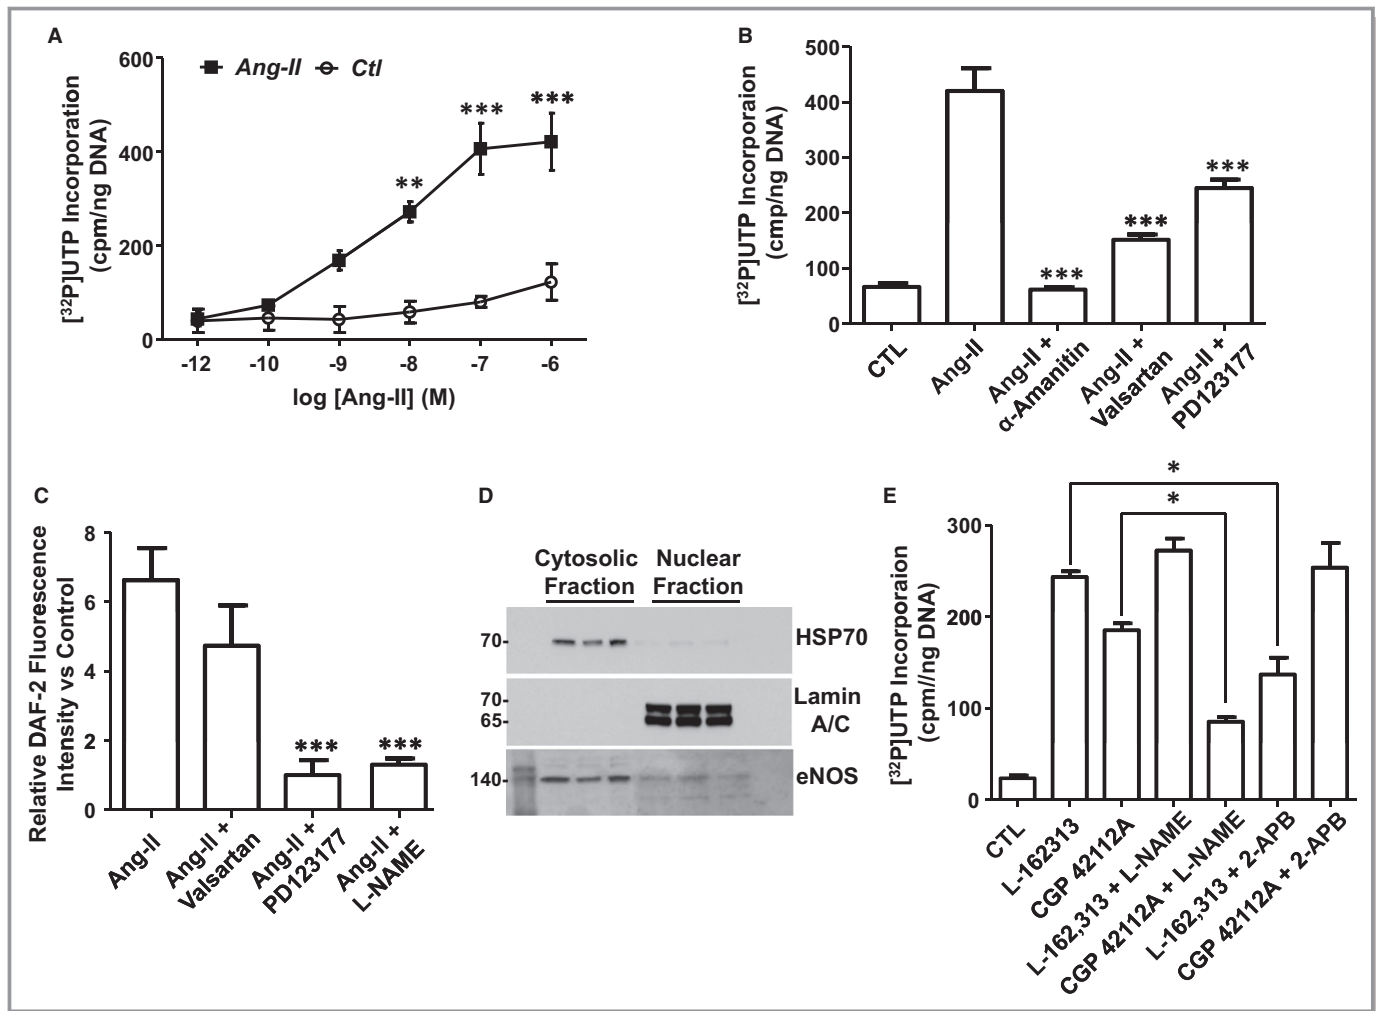 A
[³²P]UTP Incorporation
(cpm/ng DNA)
600
400
200
0
Ang-II Ctl
**
***
***
-12 -10 -9 -8 -7 -6
log [Ang-II] (M)
B
[³²P]UTP Incorporaion
(cmp/ng DNA)
500
400
300
200
100
0
***
***
***
CTL
Ang-II
Ang-II +
α-Amanitin
Ang-II +
Valsartan
Ang-II +
PD123177
C
Relative DAF-2 Fluorescence
Intensity vs Control
8
6
4
2
0
***
***
Ang-II
Ang-II +
Valsartan
Ang-II +
PD123177
Ang-II +
L-NAME
D
Cytosolic Nuclear
Fraction Fraction
70- HSP70
70- Lamin
65- A/C
140- eNOS
E
[³²P]UTP Incorporaion
(cpm//ng DNA)
300
200
100
0
*
*
CTL
L-162313
CGP 42112A
L-162,313 + L-NAME
CGP 42112A + L-NAME
L-162,313 + 2-APB
CGP 42112A + 2-APB